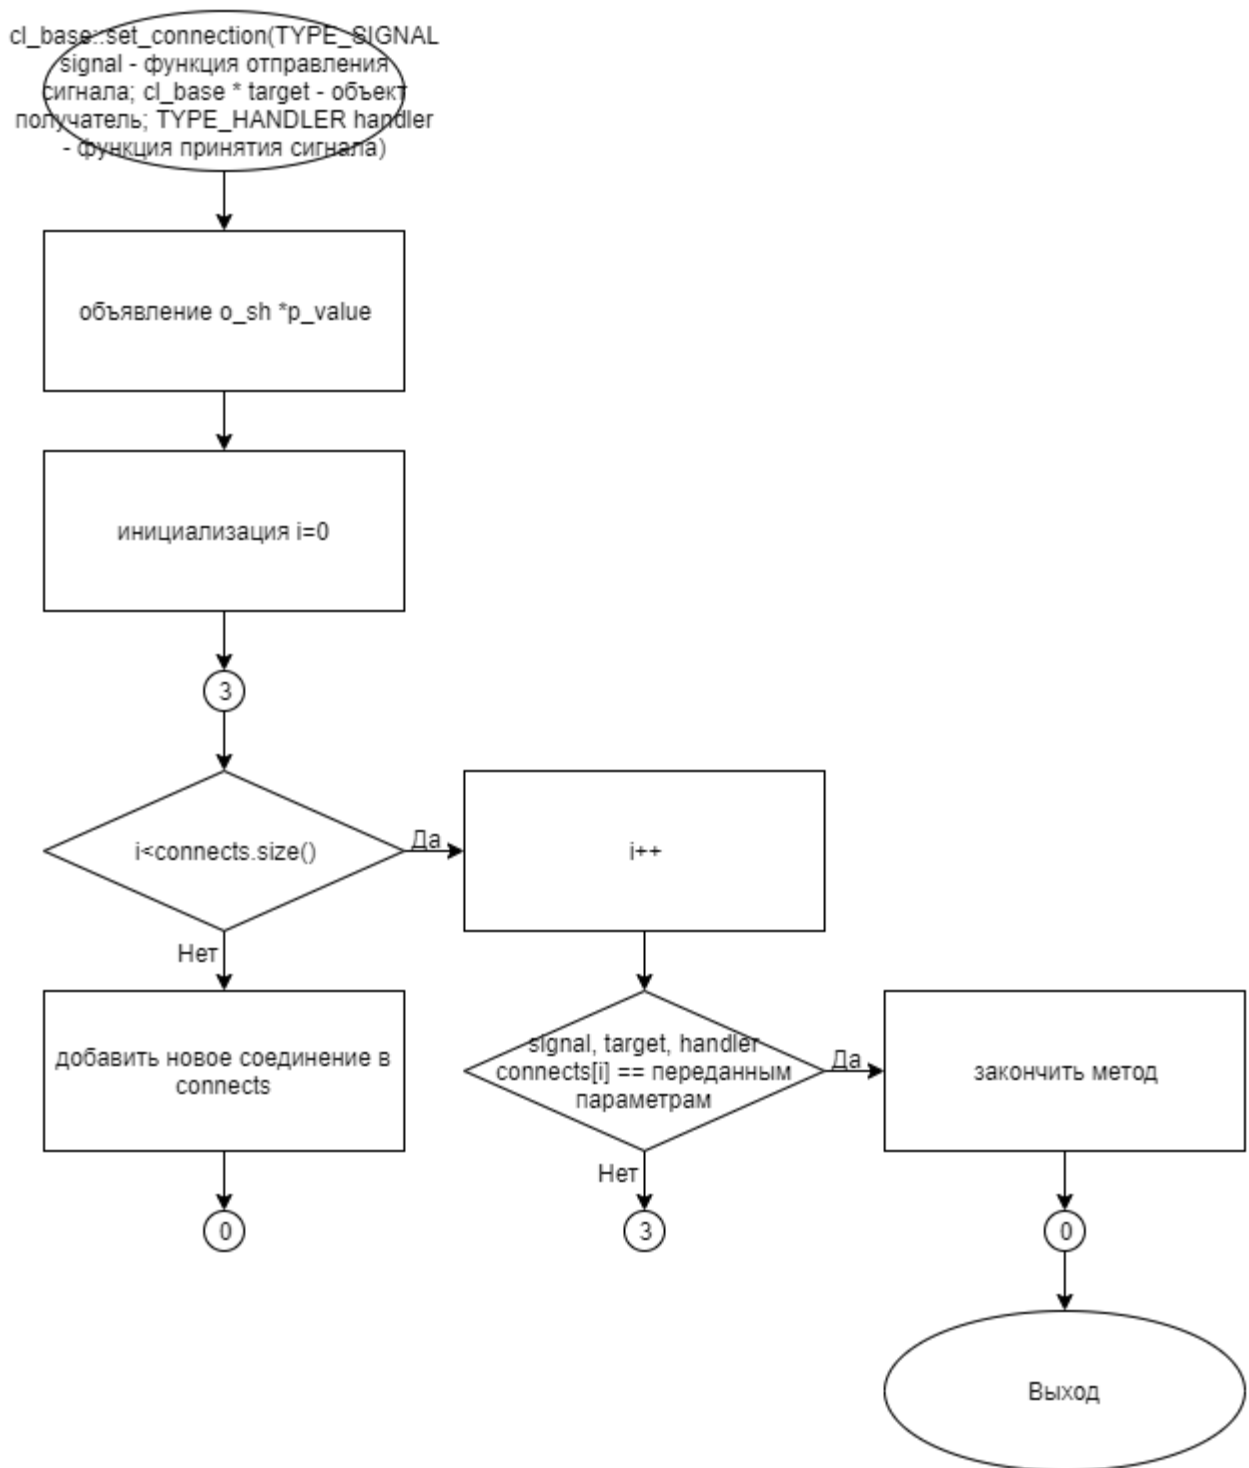 cl_base::set_connection(TYPE_SIGNAL
signal - функция отправления
сигнала; cl_base * target - объект
получатель; TYPE_HANDLER handler
- функция принятия сигнала)
объявление o_sh *p_value
инициализация i=0
3
i<connects.size()
Да
i++
Нет
добавить новое соединение в
connects
signal, target, handler
connects[i] == переданным
параметрам
Да
закончить метод
Нет
0
3
0
Выход